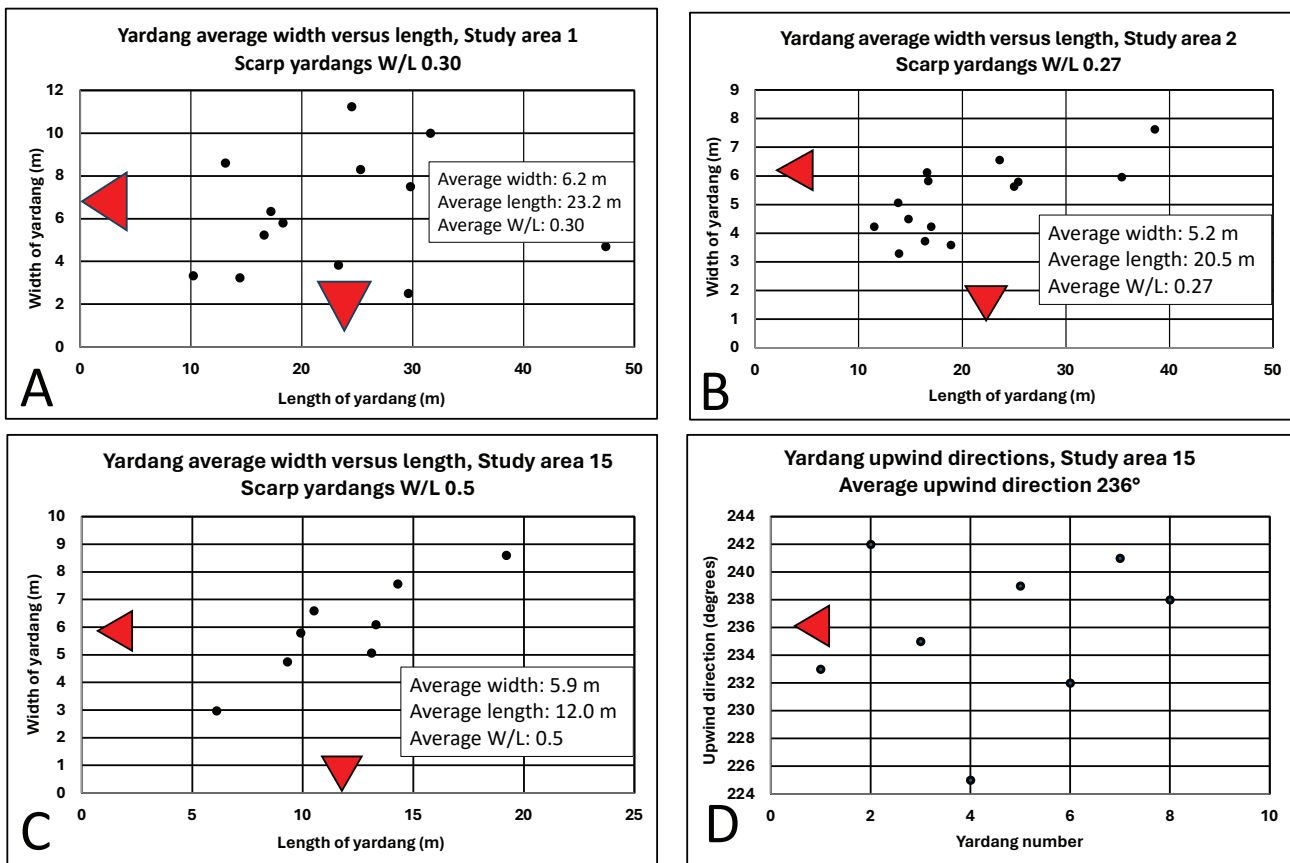 Yardang average width versus length, Study area 1
Scarp yardangs W/L 0.30
12
10
8
6
4
2
0
Width of yardang (m)
Average width: 6.2 m
Average length: 23.2 m
Average W/L: 0.30
0 10 20 30 40 50
Length of yardang (m)
A
Yardang average width versus length, Study area 2
Scarp yardangs W/L 0.27
9
8
7
6
5
4
3
2
1
0
Width of yardang (m)
Average width: 5.2 m
Average length: 20.5 m
Average W/L: 0.27
0 10 20 30 40 50
Length of yardang (m)
B
Yardang average width versus length, Study area 15
Scarp yardangs W/L 0.5
10
9
8
7
6
5
4
3
2
1
0
Width of yardang (m)
Average width: 5.9 m
Average length: 12.0 m
Average W/L: 0.5
0 5 10 15 20 25
Length of yardang (m)
C
Yardang upwind directions, Study area 15
Average upwind direction 236°
244
242
240
238
236
234
232
230
228
226
224
Upwind direction (degrees)
0 2 4 6 8 10
Yardang number
D